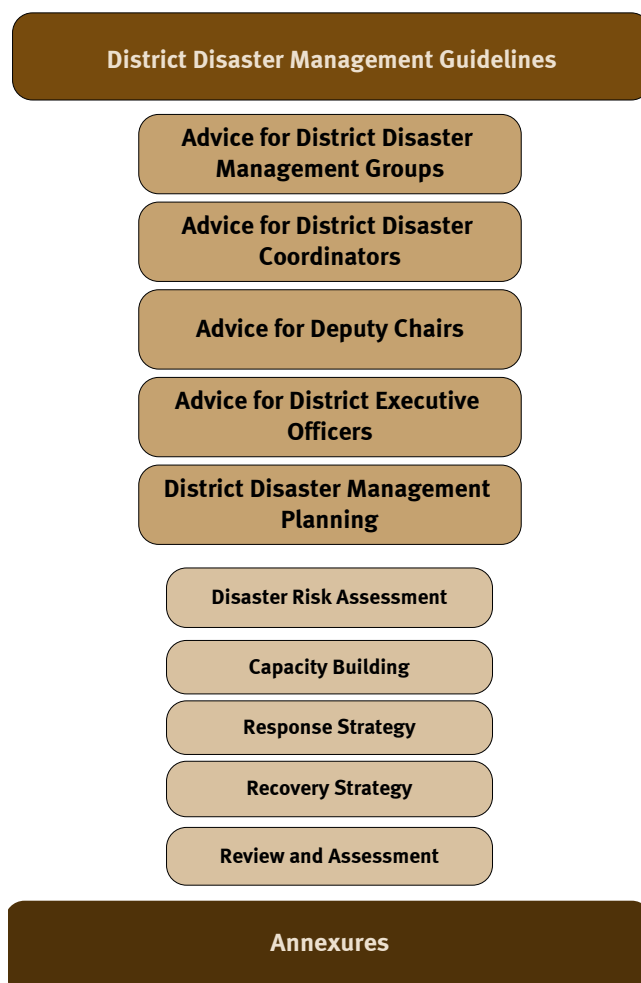 District Disaster Management Guidelines
Advice for District Disaster
Management Groups
Advice for District Disaster
Coordinators
Advice for Deputy Chairs
Advice for District Executive
Officers
District Disaster Management
Planning
Disaster Risk Assessment
Capacity Building
Response Strategy
Recovery Strategy
Review and Assessment
Annexures